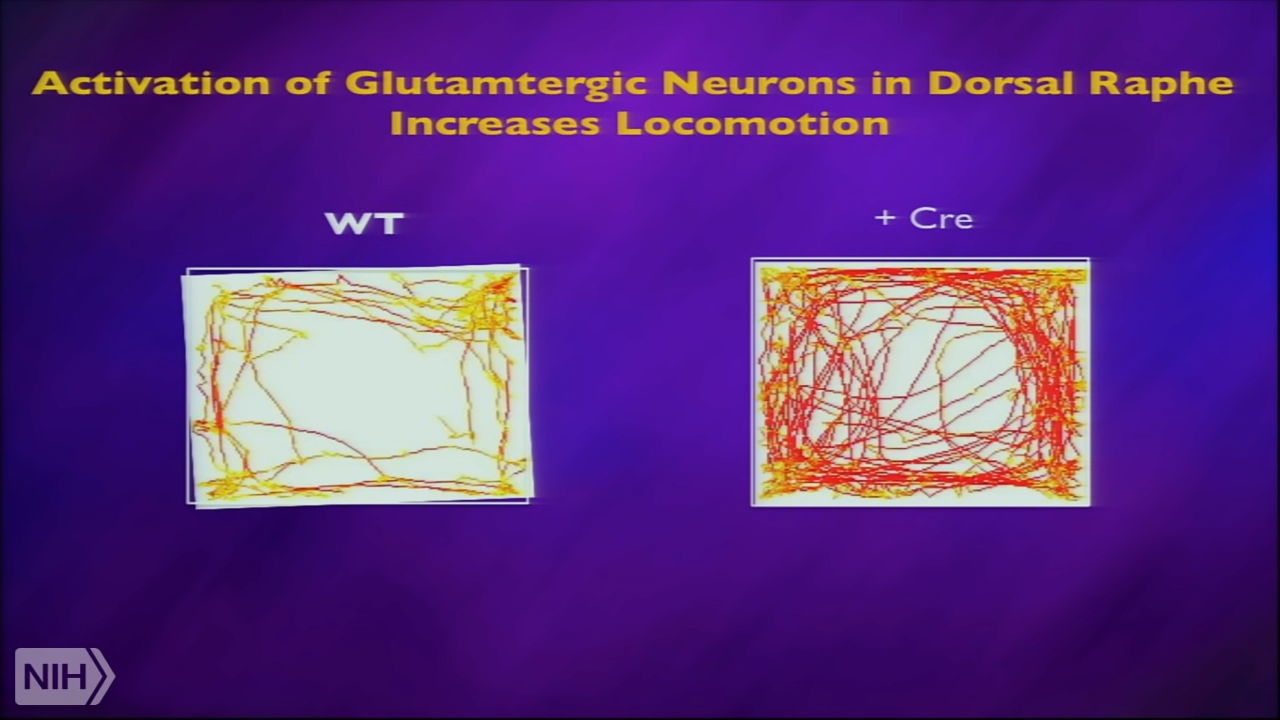 Activation of Glutamtergic Neurons in Dorsal Raphe
Increases Locomotion
WT
+ Cre
NIH